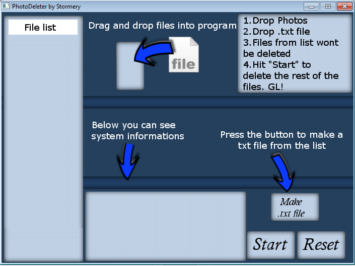 PhotoDeleter by Stormery
File list
Drag and drop files into program
file
1.Drop Photos
2.Drop .txt file
3.Files from list wont
be deleted
4.Hit "Start" to
delete the rest of the
files. GL!
Below you can see
system informations
Press the button to make a
txt file from the list
Make
.txt file
Start
Reset